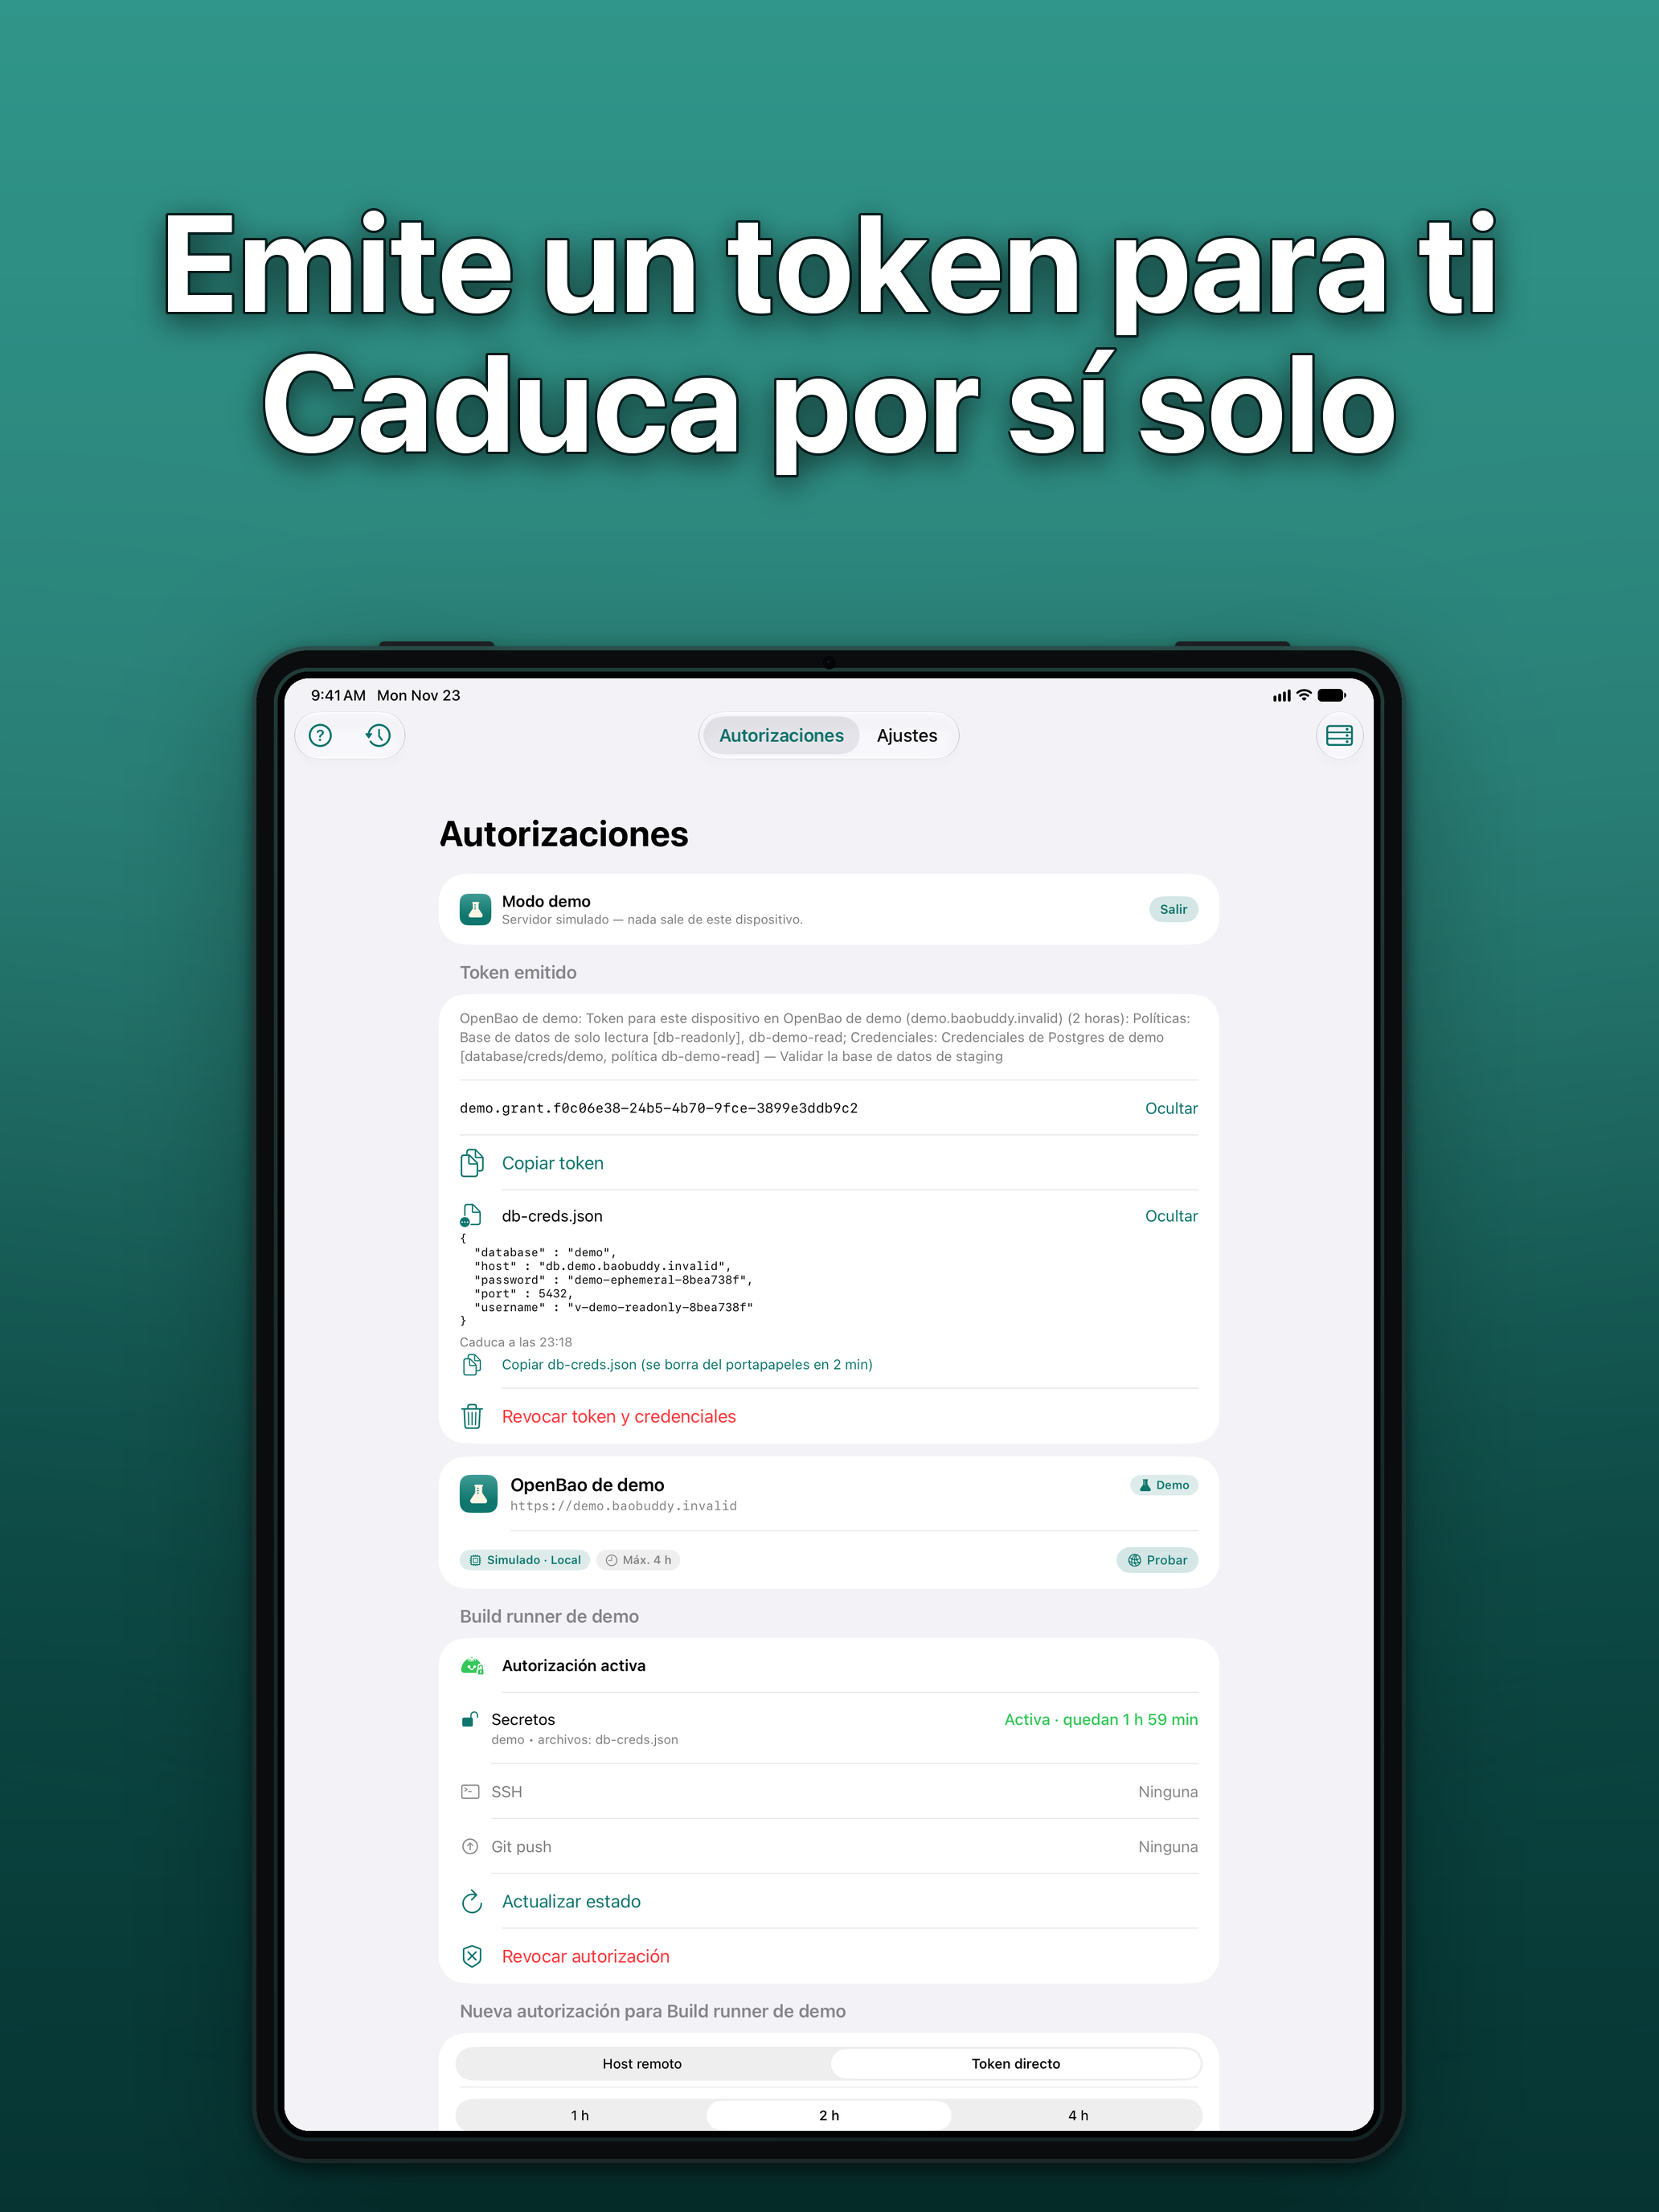 Emite un token para ti
Caduca por sí solo
9:41 AM Mon Nov 23
Autorizaciones Ajustes
Autorizaciones
Modo demo
Servidor simulado — nada sale de este dispositivo.
Salir
Token emitido
OpenBao de demo: Token para este dispositivo en OpenBao de demo (demo.baobuddy.invalid) (2 horas): Políticas:
Base de datos de solo lectura [db-readonly], db-demo-read; Credenciales: Credenciales de Postgres de demo
[database/creds/demo, política db-demo-read] — Validar la base de datos de staging
demo.grant.f0c06e38-24b5-4b70-9fce-3899e3ddb9c2 Ocultar
Copiar token
db-creds.json Ocultar
{
"database" : "demo",
"host" : "db.demo.baobuddy.invalid",
"password" : "demo-ephemeral-8bea738f",
"port" : 5432,
"username" : "v-demo-readonly-8bea738f"
}
Caduca a las 23:18
Copiar db-creds.json (se borra del portapapeles en 2 min)
Revocar token y credenciales
OpenBao de demo Demo
https://demo.baobuddy.invalid
Simulado · Local Máx. 4 h Probar
Build runner de demo
Autorización activa
Secretos Activa · quedan 1 h 59 min
demo • archivos: db-creds.json
SSH Ninguna
Git push Ninguna
Actualizar estado
Revocar autorización
Nueva autorización para Build runner de demo
Host remoto Token directo
1 h 2 h 4 h